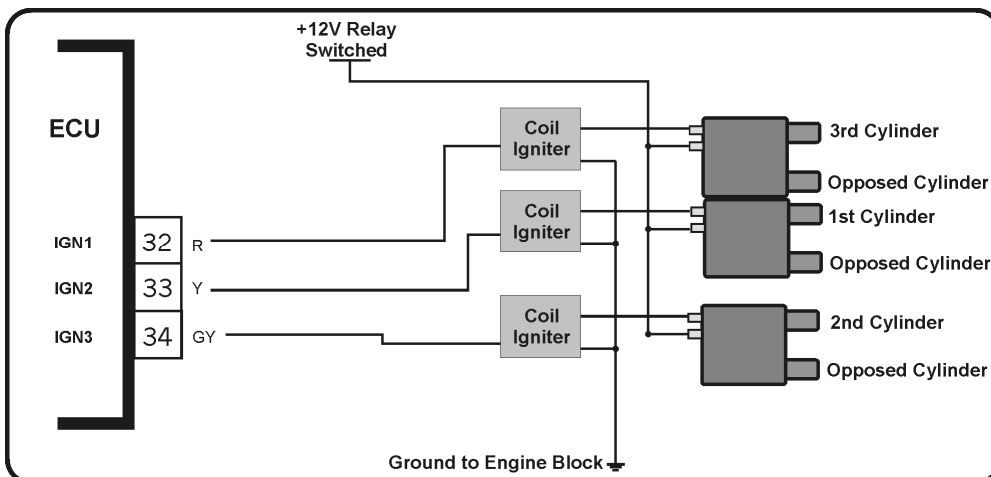 +12V Relay
Switched
ECU
Coil
Igniter
3rd Cylinder
Opposed Cylinder
Coil
Igniter
1st Cylinder
Opposed Cylinder
IGN1 32 R
IGN2 33 Y
IGN3 34 GY
Coil
Igniter
2nd Cylinder
Opposed Cylinder
Ground to Engine Block